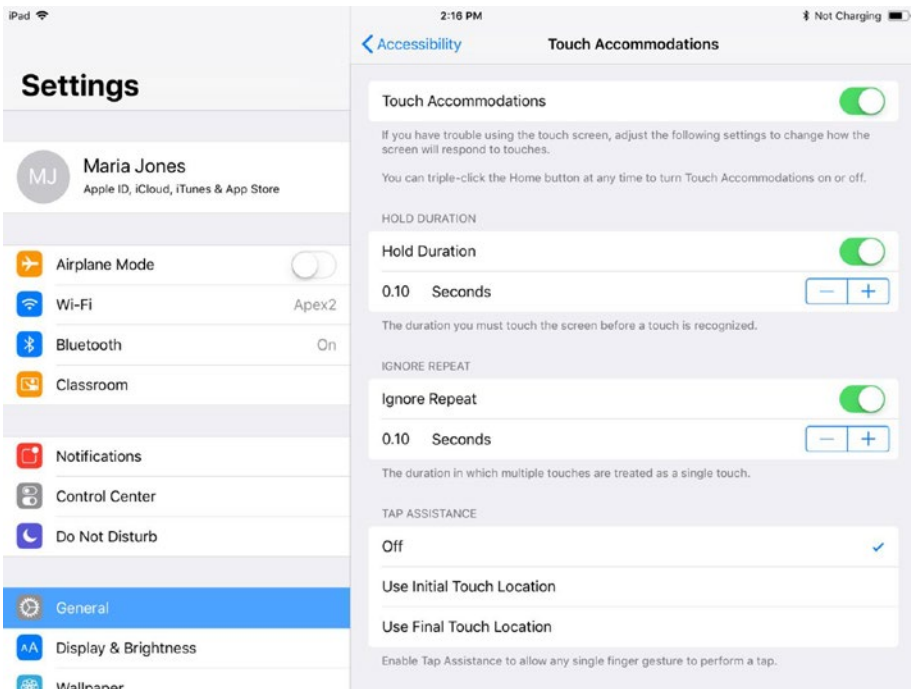 iPad
2:16 PM
Not Charging
Settings
MJ
Maria Jones
Apple ID, iCloud, iTunes & App Store
Airplane Mode
Wi-Fi Apex2
Bluetooth On
Classroom
Notifications
Control Center
Do Not Disturb
General
AA Display & Brightness
Wallpaper
Accessibility
Touch Accommodations
Touch Accommodations
If you have trouble using the touch screen, adjust the following settings to change how the
screen will respond to touches.
You can triple-click the Home button at any time to turn Touch Accommodations on or off.
HOLD DURATION
Hold Duration
0.10 Seconds − +
The duration you must touch the screen before a touch is recognized.
IGNORE REPEAT
Ignore Repeat
0.10 Seconds − +
The duration in which multiple touches are treated as a single touch.
TAP ASSISTANCE
Off
Use Initial Touch Location
Use Final Touch Location
Enable Tap Assistance to allow any single finger gesture to perform a tap.